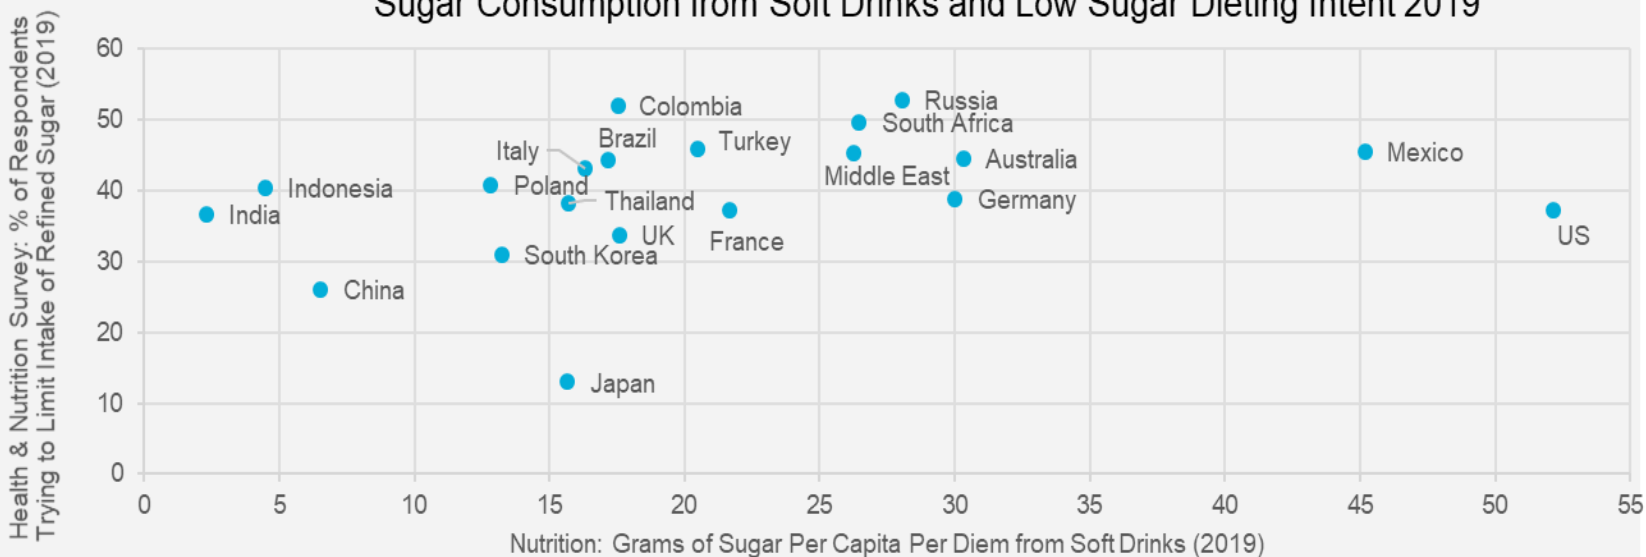 Sugar Consumption from Soft Drinks and Low Sugar Dieting Intent 2019
Health & Nutrition Survey: % of Respondents
Trying to Limit Intake of Refined Sugar (2019)
60
50
40
30
20
10
0
Colombia
Russia
South Africa
Brazil
Turkey
Italy
Mexico
Australia
Middle East
Poland
Indonesia
Thailand
Germany
India
UK
US
France
South Korea
China
Japan
0 5 10 15 20 25 30 35 40 45 50 55
Nutrition: Grams of Sugar Per Capita Per Diem from Soft Drinks (2019)